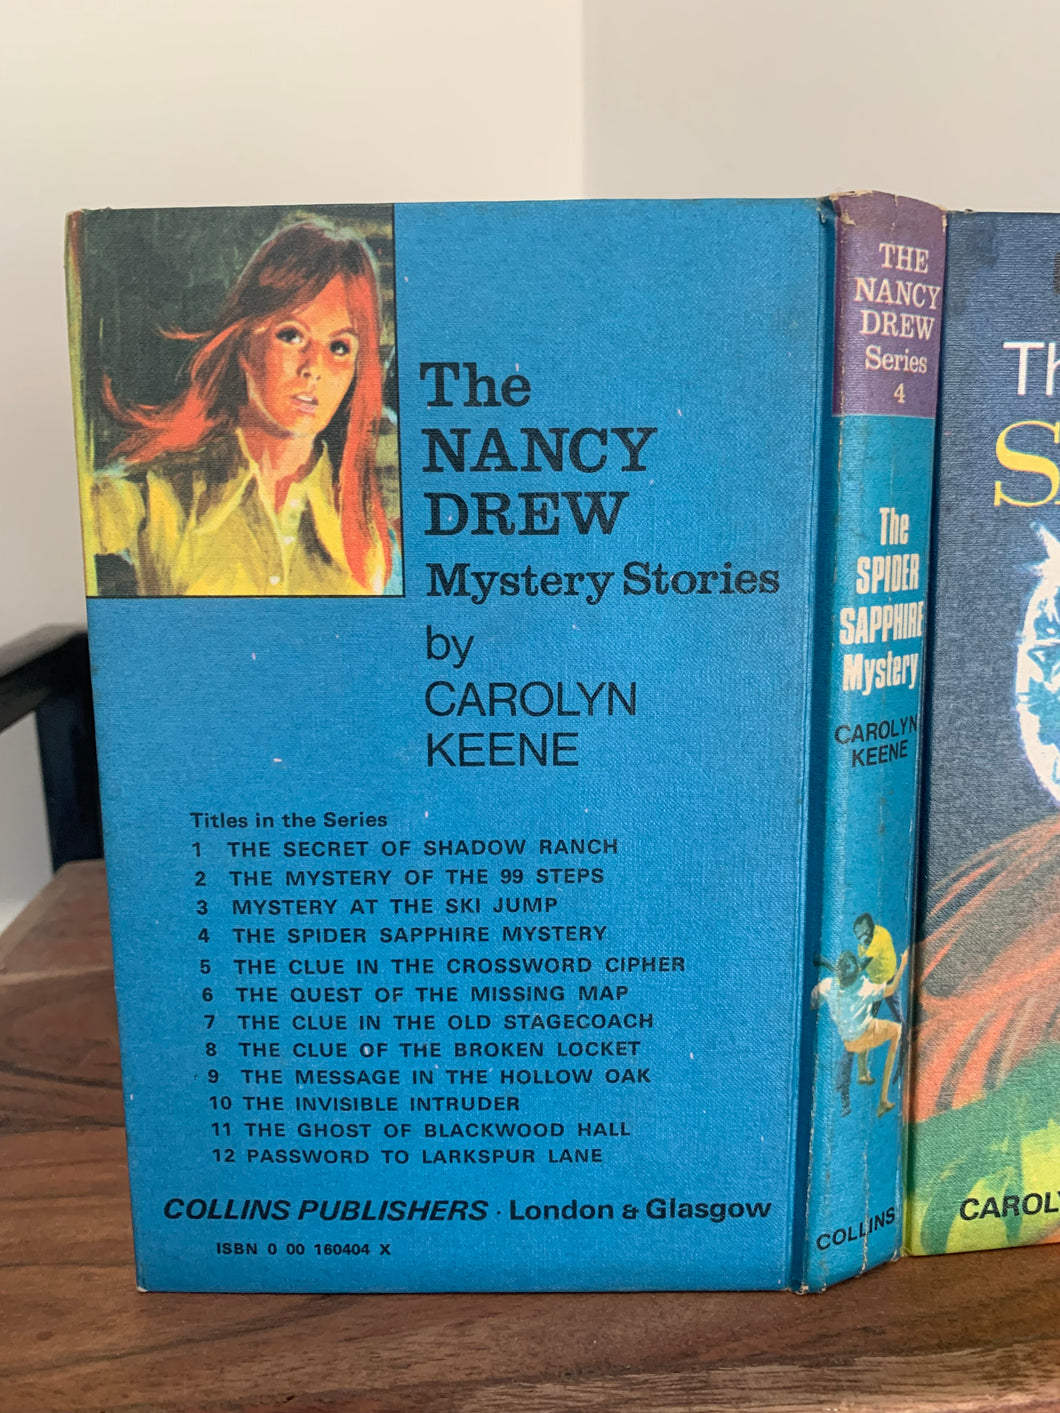 The
NANCY
DREW
Mystery Stories
by
CAROLYN
KEENE
Titles in the Series
1 THE SECRET OF SHADOW RANCH
2 THE MYSTERY OF THE 99 STEPS
3 MYSTERY AT THE SKI JUMP
4 THE SPIDER SAPPHIRE MYSTERY
5 THE CLUE IN THE CROSSWORD CIPHER
6 THE QUEST OF THE MISSING MAP
7 THE CLUE IN THE OLD STAGECOACH
8 THE CLUE OF THE BROKEN LOCKET
9 THE MESSAGE IN THE HOLLOW OAK
10 THE INVISIBLE INTRUDER
11 THE GHOST OF BLACKWOOD HALL
12 PASSWORD TO LARKSPUR LANE
COLLINS PUBLISHERS · London & Glasgow
ISBN 0 00 160404 X
THE
NANCY
DREW
Series
4
The
SPIDER
SAPPHIRE
Mystery
CAROLYN
KEENE
COLLINS